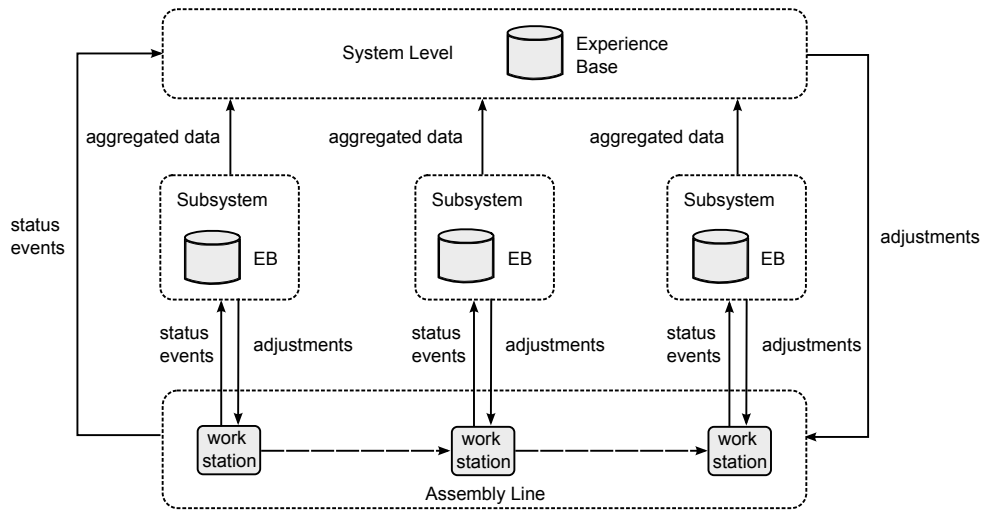 System Level
Experience
Base
aggregated data
aggregated data
aggregated data
Subsystem
Subsystem
Subsystem
status
events
EB
EB
EB
adjustments
status
events
adjustments
status
events
adjustments
status
events
adjustments
work
station
work
station
work
station
Assembly Line